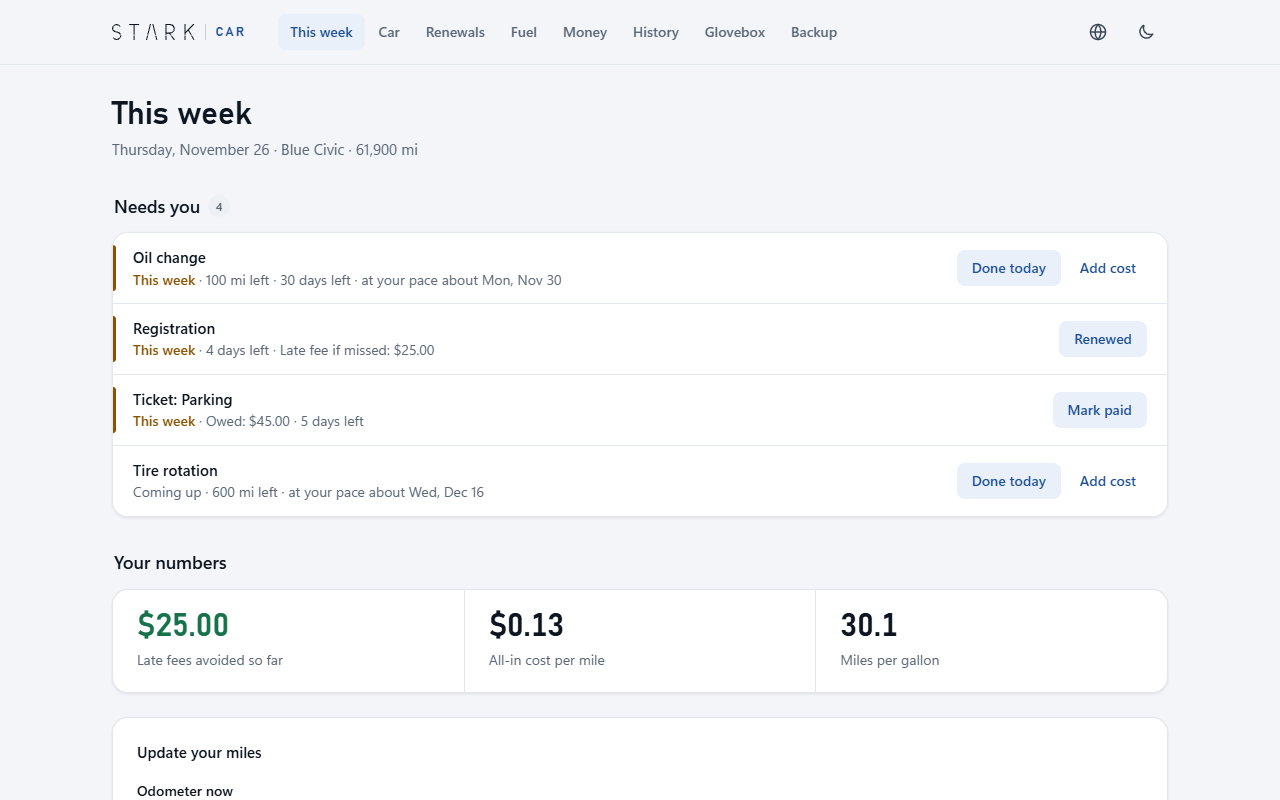 STARK CAR
This week
Car
Renewals
Fuel
Money
History
Glovebox
Backup
This week
Thursday, November 26 · Blue Civic · 61,900 mi
Needs you 4
Oil change
This week · 100 mi left · 30 days left · at your pace about Mon, Nov 30
Done today
Add cost
Registration
This week · 4 days left · Late fee if missed: $25.00
Renewed
Ticket: Parking
This week · Owed: $45.00 · 5 days left
Mark paid
Tire rotation
Coming up · 600 mi left · at your pace about Wed, Dec 16
Done today
Add cost
Your numbers
$25.00
Late fees avoided so far
$0.13
All-in cost per mile
30.1
Miles per gallon
Update your miles
Odometer now